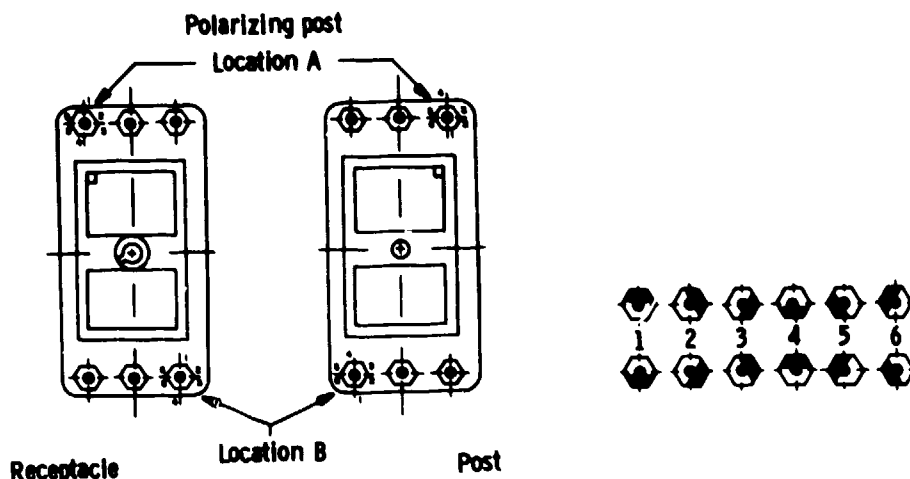 Polarizing post
Location A
1 2 3 4 5 6
Location B
Receptacle
Post